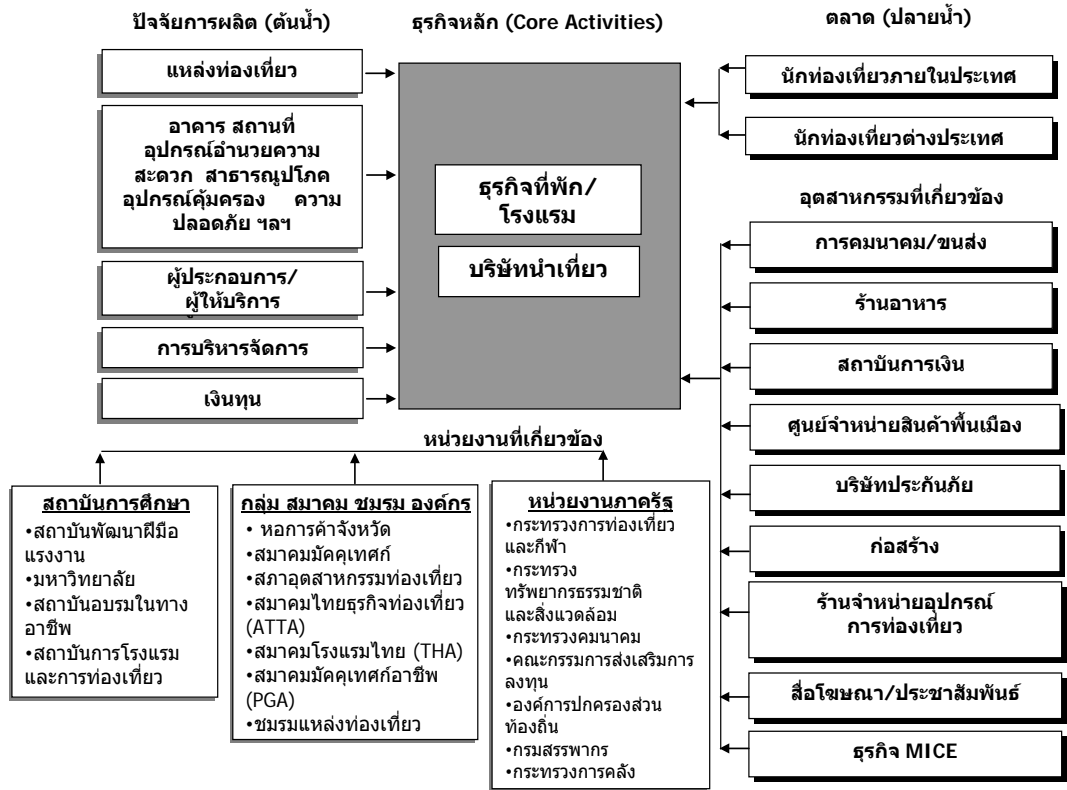 ปัจจัยการผลิต (ต้นน้ำ)
ธุรกิจหลัก (Core Activities)
ตลาด (ปลายน้ำ)
แหล่งท่องเที่ยว
อาคาร สถานที่
อุปกรณ์อำนวยความ
สะดวก สาธารณูปโภค
อุปกรณ์คุ้มครอง ความ
ปลอดภัย ฯลฯ
ผู้ประกอบการ/
ผู้ให้บริการ
การบริหารจัดการ
เงินทุน
ธุรกิจที่พัก/
โรงแรม
บริษัทนำเที่ยว
นักท่องเที่ยวภายในประเทศ
นักท่องเที่ยวต่างประเทศ
อุตสาหกรรมที่เกี่ยวข้อง
การคมนาคม/ขนส่ง
ร้านอาหาร
สถาบันการเงิน
ศูนย์จำหน่ายสินค้าพื้นเมือง
บริษัทประกันภัย
ก่อสร้าง
ร้านจำหน่ายอุปกรณ์
การท่องเที่ยว
สื่อโฆษณา/ประชาสัมพันธ์
ธุรกิจ MICE
หน่วยงานที่เกี่ยวข้อง
สถาบันการศึกษา
•สถาบันพัฒนาฝีมือ
แรงงาน
•มหาวิทยาลัย
•สถาบันอบรมในทาง
อาชีพ
•สถาบันการโรงแรม
และการท่องเที่ยว
กลุ่ม สมาคม ชมรม องค์กร
• หอการค้าจังหวัด
•สมาคมมัคคุเทศก์
•สภาอุตสาหกรรมท่องเที่ยว
•สมาคมไทยธุรกิจท่องเที่ยว
(ATTA)
•สมาคมโรงแรมไทย (THA)
•สมาคมมัคคุเทศก์อาชีพ
(PGA)
•ชมรมแหล่งท่องเที่ยว
หน่วยงานภาครัฐ
•กระทรวงการท่องเที่ยว
และกีฬา
•กระทรวง
ทรัพยากรธรรมชาติ
และสิ่งแวดล้อม
•กระทรวงคมนาคม
•คณะกรรมการส่งเสริมการ
ลงทุน
•องค์การปกครองส่วน
ท้องถิ่น
•กรมสรรพากร
•กระทรวงการคลัง